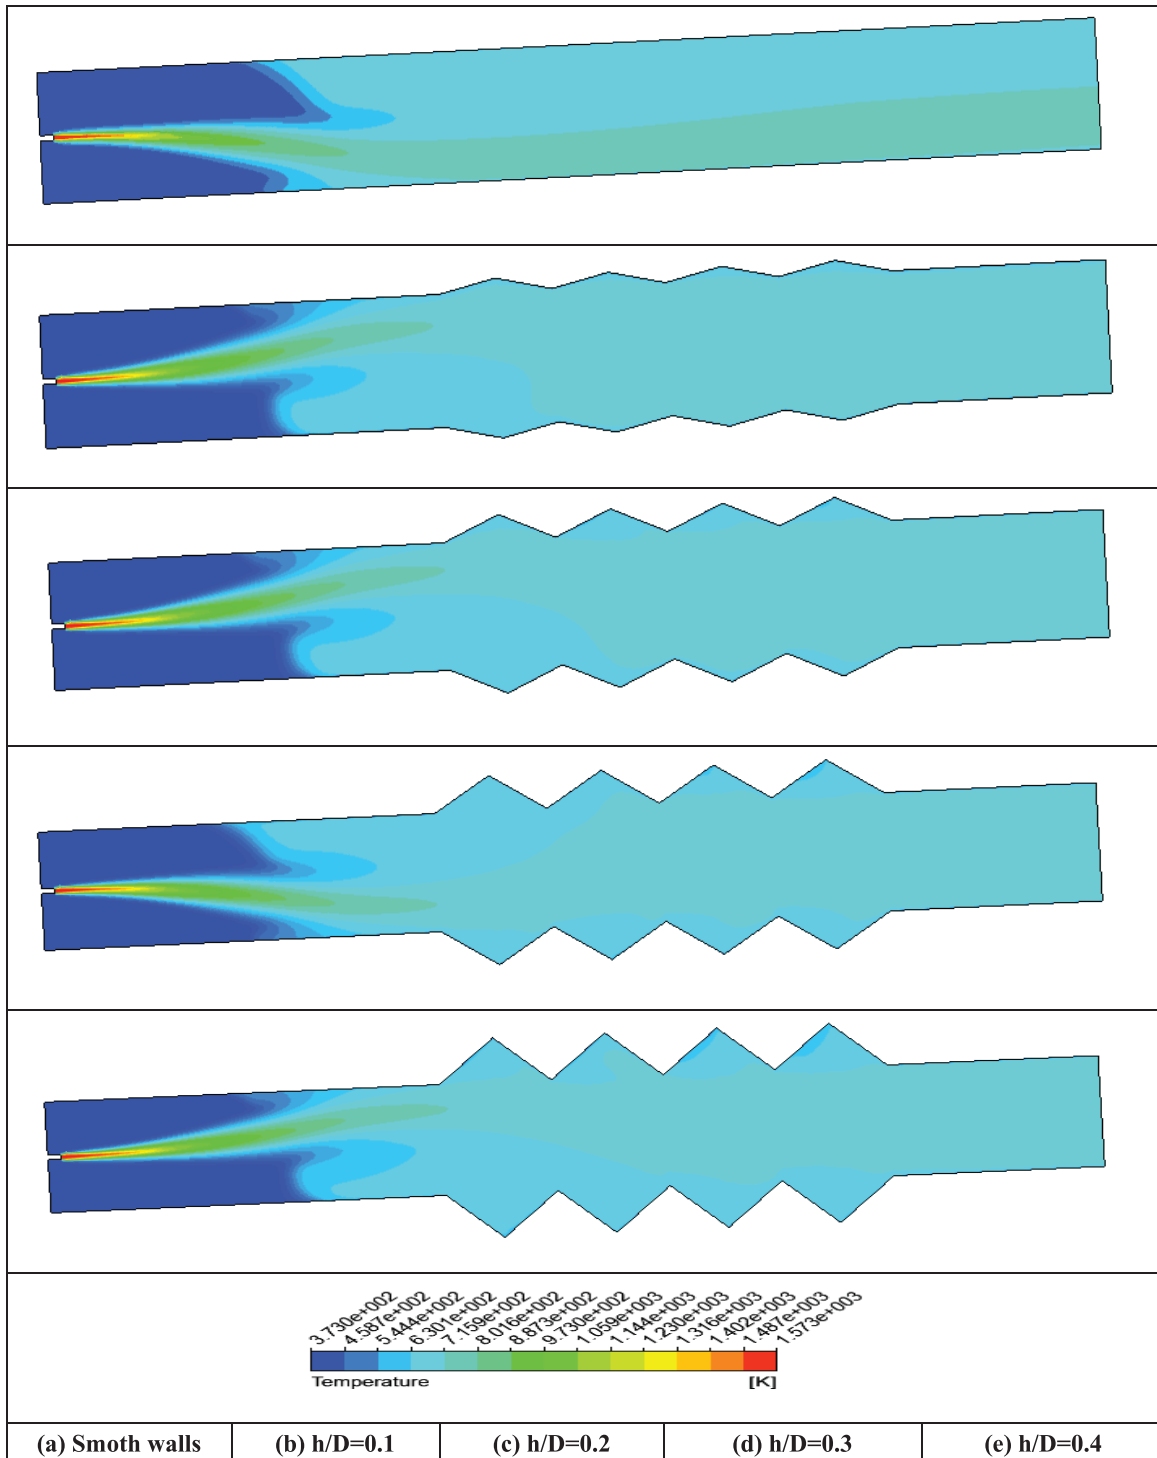 3.730e+002
4.587e+002
5.444e+002
6.301e+002
7.159e+002
8.016e+002
8.873e+002
9.730e+002
1.059e+003
1.144e+003
1.230e+003
1.316e+003
1.402e+003
1.487e+003
1.573e+003
Temperature [K]
(a) Smoth walls (b) h/D=0.1 (c) h/D=0.2 (d) h/D=0.3 (e) h/D=0.4